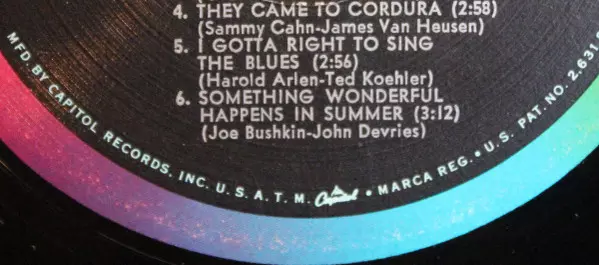 4. THEY CAME TO CORDURA (2:58)
(Sammy Cahn-James Van Heusen)
5. I GOTTA RIGHT TO SING
THE BLUES (2:56)
(Harold Arlen-Ted Koehler)
6. SOMETHING WONDERFUL
HAPPENS IN SUMMER (3:12)
(Joe Bushkin-John Devries)
MFD. BY CAPITOL RECORDS, INC. U. S. A. T. M. Capitol • MARCA REG. • U. S. PAT. NO. 2,631,